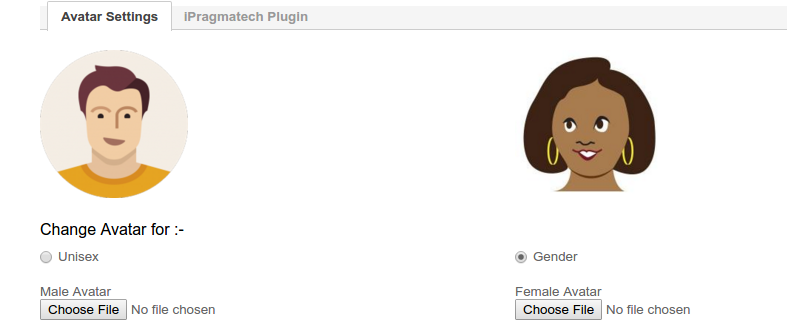 Avatar Settings iPragmatech Plugin
Change Avatar for :-
Unisex Gender
Male Avatar Female Avatar
Choose File No file chosen Choose File No file chosen